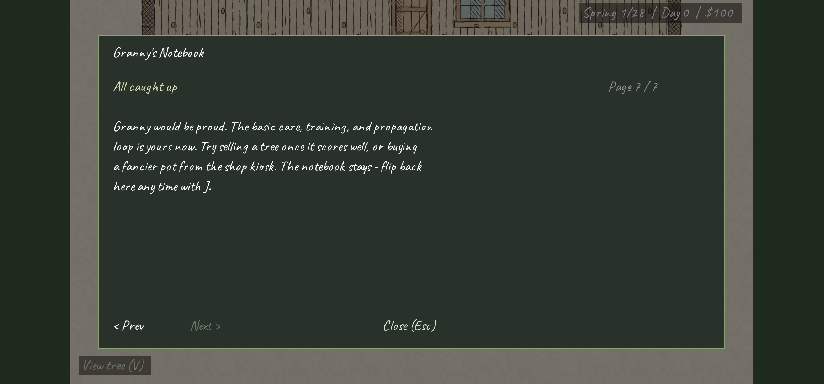 Spring 1/28 | Day 0 | $100
Granny's Notebook
All caught up
Page 7 / 7
Granny would be proud. The basic care, training, and propagation
loop is yours now. Try selling a tree once it scores well, or buying
a fancier pot from the shop kiosk. The notebook stays - flip back
here any time with J.
< Prev
Next >
Close (Esc)
View tree (V)